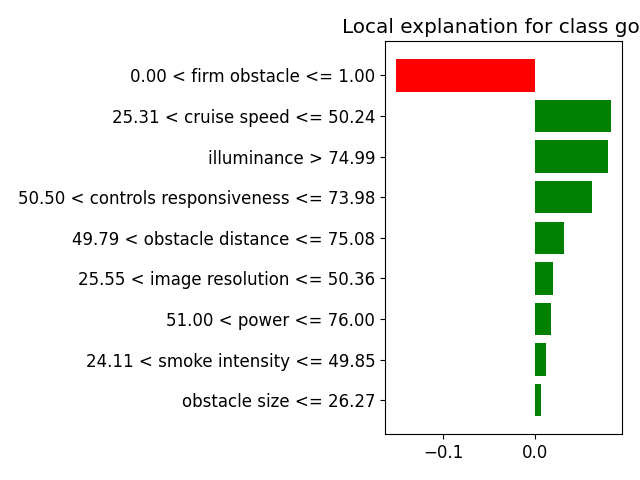 Local explanation for class go
0.00 < firm obstacle <= 1.00
25.31 < cruise speed <= 50.24
illuminance > 74.99
50.50 < controls responsiveness <= 73.98
49.79 < obstacle distance <= 75.08
25.55 < image resolution <= 50.36
51.00 < power <= 76.00
24.11 < smoke intensity <= 49.85
obstacle size <= 26.27
−0.1 0.0